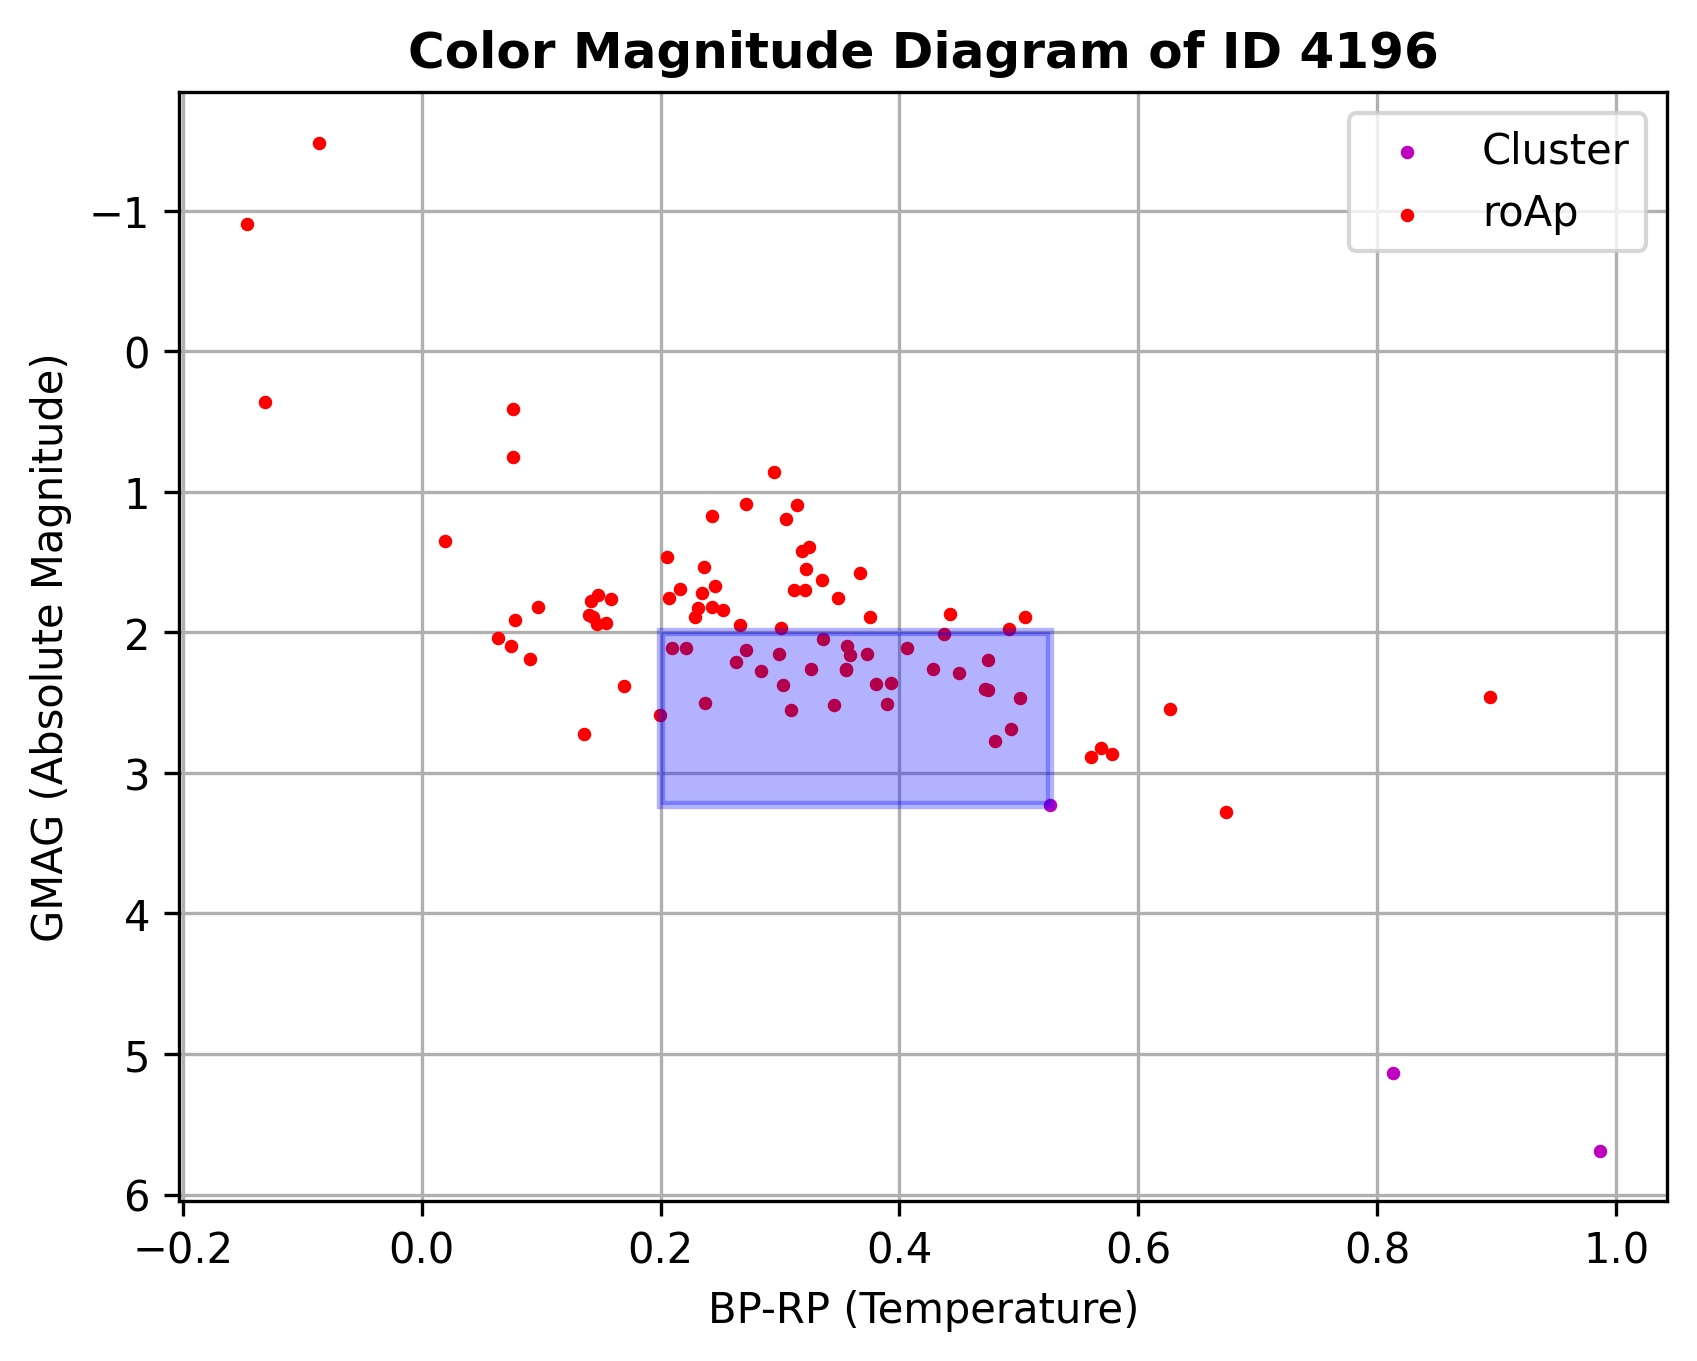 Color Magnitude Diagram of ID 4196
Cluster
roAp
GMAG (Absolute Magnitude)
−1
0
1
2
3
4
5
6
−0.2 0.0 0.2 0.4 0.6 0.8 1.0
BP-RP (Temperature)